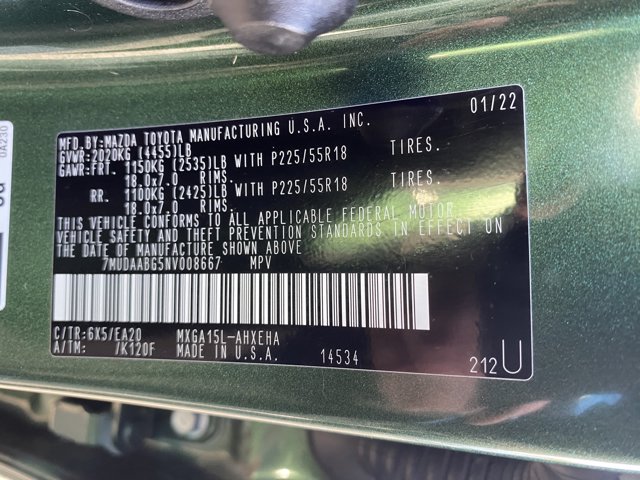 01/22
MFD.BY:MAZDA TOYOTA MANUFACTURING U.S.A. INC.
GVWR:2020KG (4455)LB
GAWR:FRT. 1150KG (2535)LB WITH P225/55R18 TIRES.
18.0x7.0 RIMS.
RR. 1100KG (2425)LB WITH P225/55R18 TIRES.
18.0x7.0 RIMS.
THIS VEHICLE CONFORMS TO ALL APPLICABLE FEDERAL MOTOR
VEHICLE SAFETY AND THEFT PREVENTION STANDARDS IN EFFECT ON
THE DATE OF MANUFACTURE SHOWN ABOVE
7MUDAABG5NV008667 MPV
C/TR:6X5/EA20 MXGA15L-AHXEHA
A/TM: /K120F MADE IN U.S.A. 14534
212U
0A230